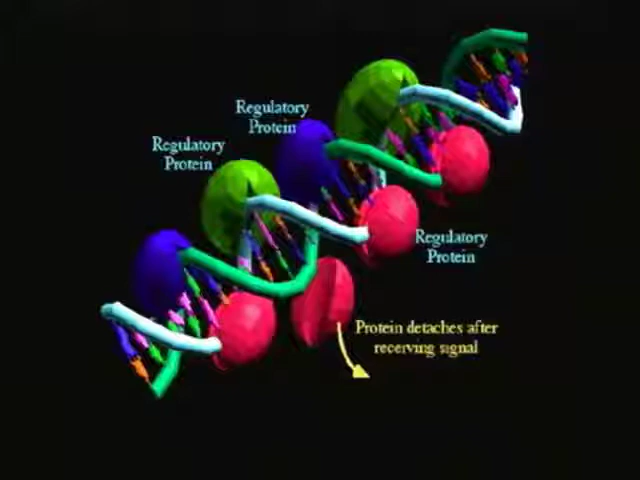 Regulatory
Protein
Regulatory
Protein
Regulatory
Protein
Protein detaches after
receiving signal